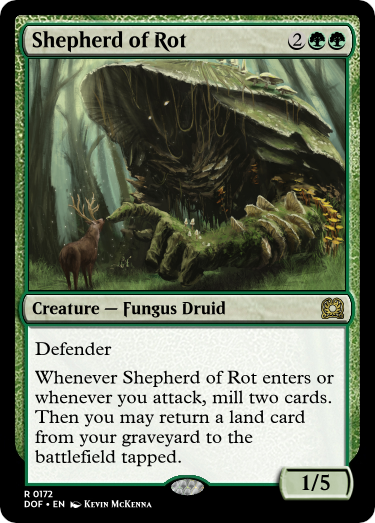 Shepherd of Rot 2
Creature — Fungus Druid
Defender
Whenever Shepherd of Rot enters or
whenever you attack, mill two cards.
Then you may return a land card
from your graveyard to the
battlefield tapped.
1/5
R 0172
DOF • EN Kevin McKenna